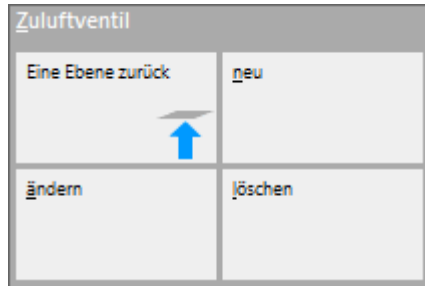 Zuluftventil
Eine Ebene zurück
neu
ändern
löschen